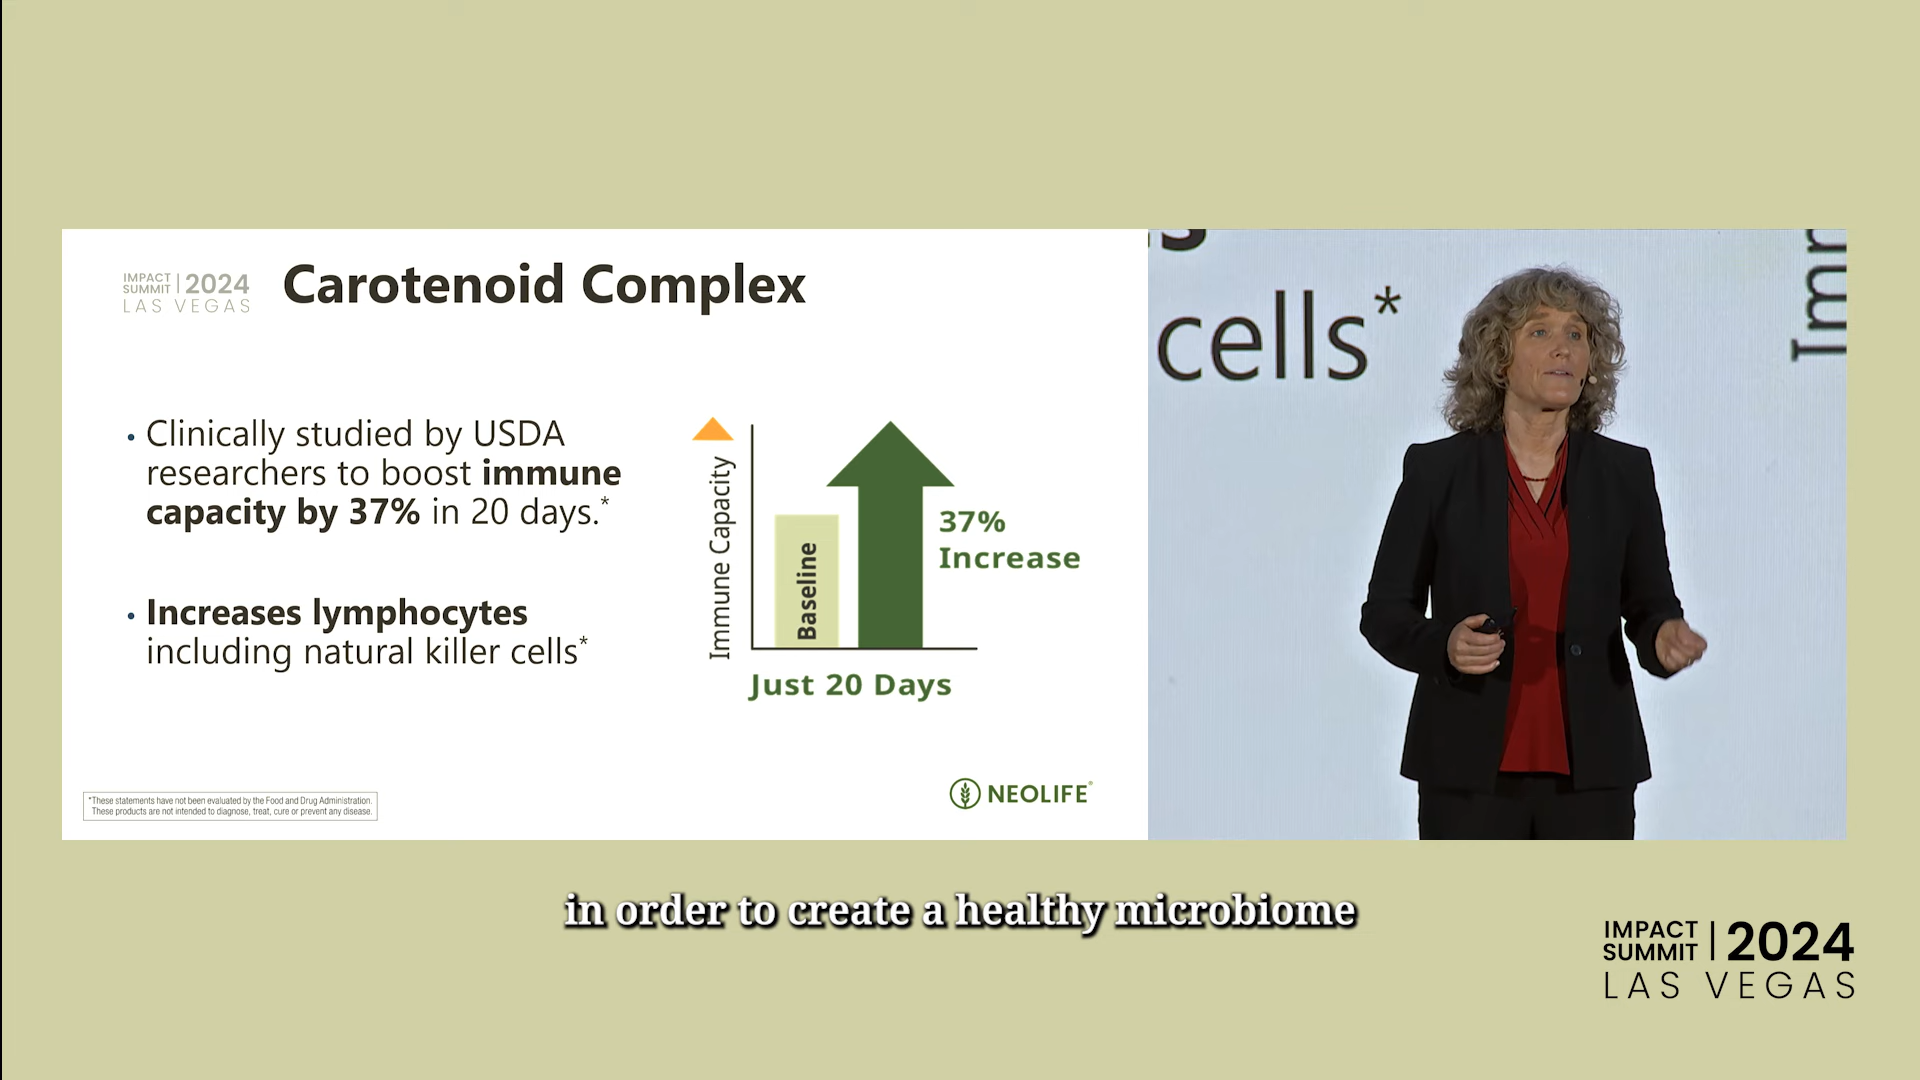 IMPACT
SUMMIT | 2024
LAS VEGAS
Carotenoid Complex
• Clinically studied by USDA
researchers to boost immune
capacity by 37% in 20 days.*
• Increases lymphocytes
including natural killer cells*
Immune Capacity
Baseline
37%
Increase
Just 20 Days
*These statements have not been evaluated by the Food and Drug Administration.
These products are not intended to diagnose, treat, cure or prevent any disease.
NEOLIFE®
s
cells*
Imm
in order to create a healthy microbiome
IMPACT
SUMMIT | 2024
LAS VEGAS